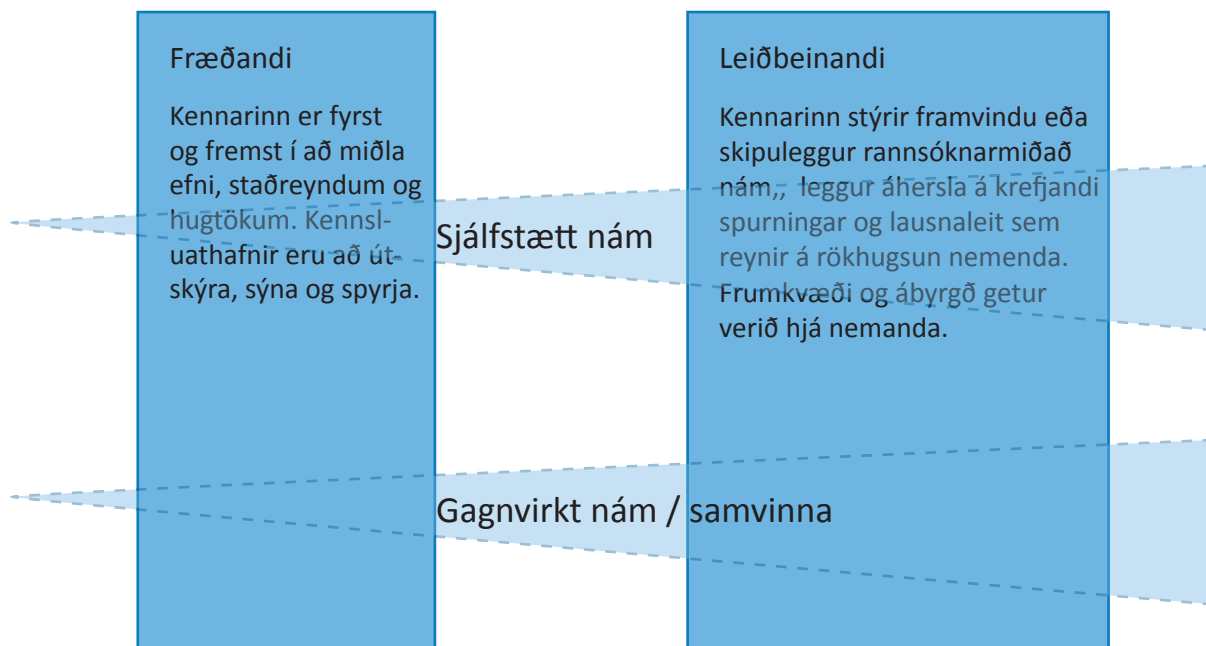 Fræðandi
Kennarinn er fyrst
og fremst í að miðla
efni, staðreyndum og
hugtökum. Kennsl-
uathafnir eru að út-
skýra, sýna og spyrja.
Leiðbeinandi
Kennarinn stýrir framvindu eða
skipuleggur rannsóknarmiðað
nám,, leggur áhersla á krefjandi
spurningar og lausnaleit sem
reynir á rökhugsun nemenda.
Frumkvæði og ábyrgð getur
verið hjá nemanda.
Sjálfstætt nám
Gagnvirkt nám / samvinna